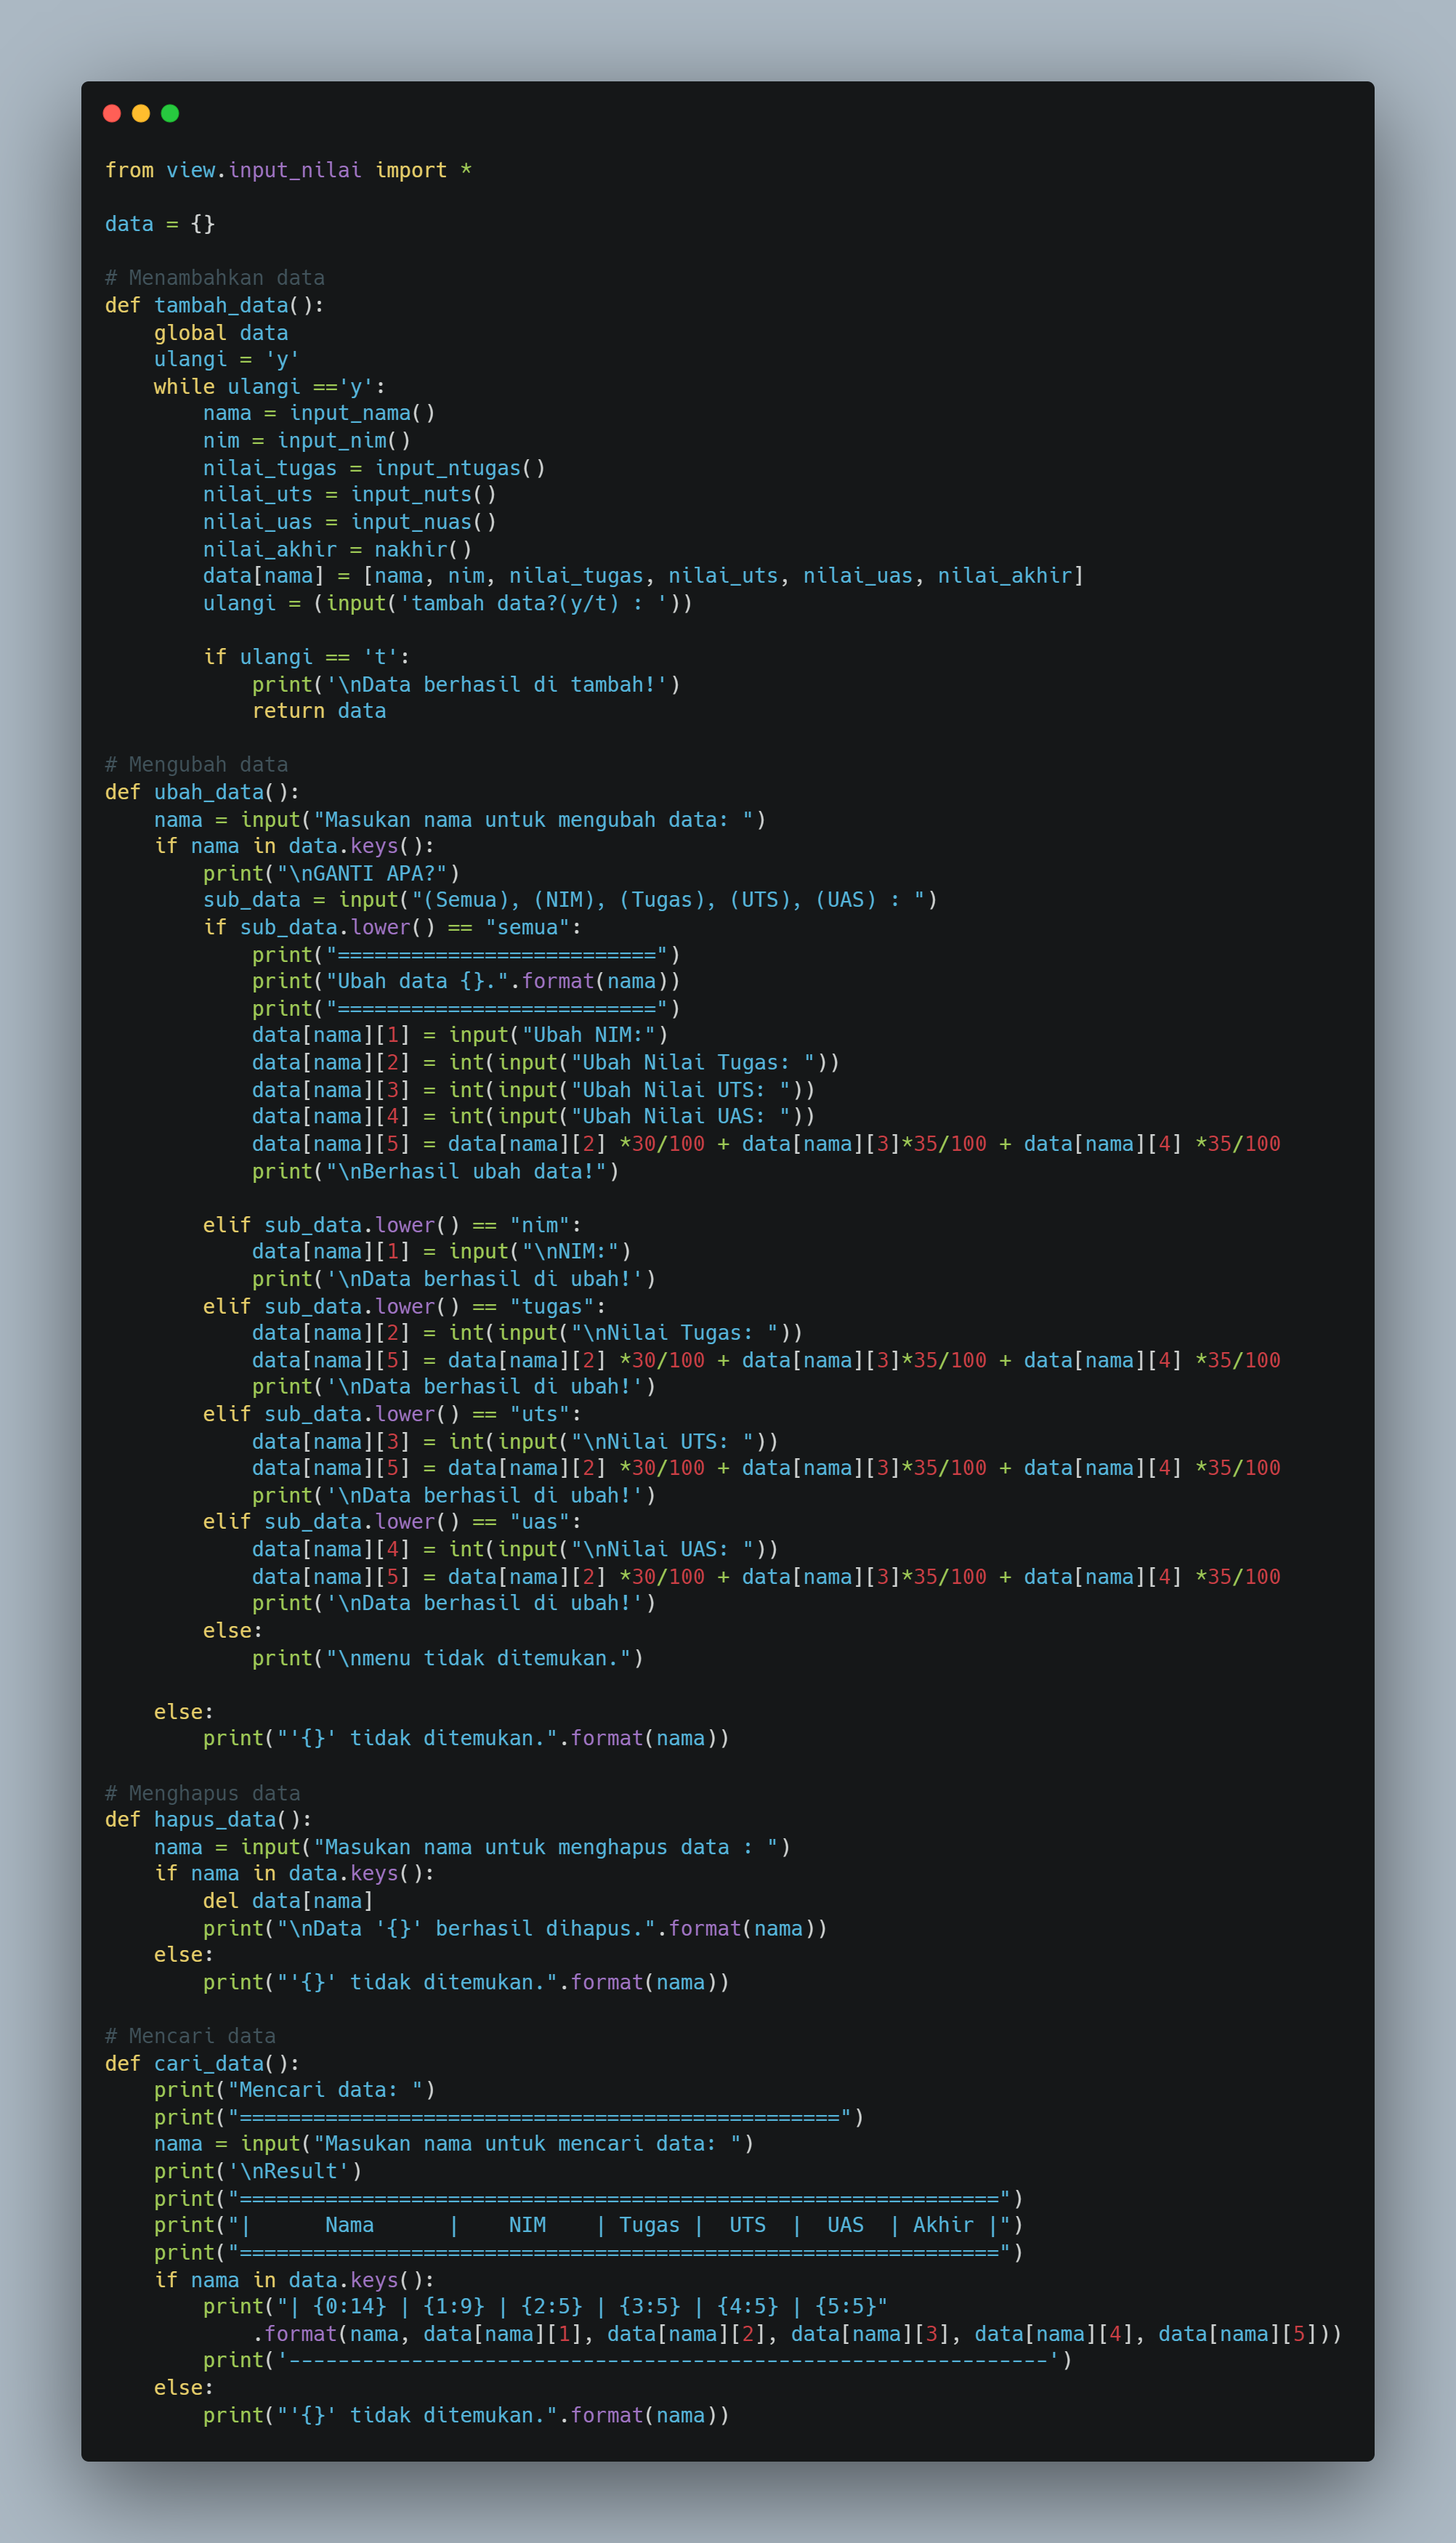 from view.input_nilai import *

data = {}

# Menambahkan data
def tambah_data():
    global data
    ulangi = 'y'
    while ulangi =='y':
        nama = input_nama()
        nim = input_nim()
        nilai_tugas = input_ntugas()
        nilai_uts = input_nuts()
        nilai_uas = input_nuas()
        nilai_akhir = nakhir()
        data[nama] = [nama, nim, nilai_tugas, nilai_uts, nilai_uas, nilai_akhir]
        ulangi = (input('tambah data?(y/t) : '))

        if ulangi == 't':
            print('\nData berhasil di tambah!')
            return data

# Mengubah data
def ubah_data():
    nama = input("Masukan nama untuk mengubah data: ")
    if nama in data.keys():
        print("\nGANTI APA?")
        sub_data = input("(Semua), (NIM), (Tugas), (UTS), (UAS) : ")
        if sub_data.lower() == "semua":
            print("==========================")
            print("Ubah data {}.".format(nama))
            print("==========================")
            data[nama][1] = input("Ubah NIM:")
            data[nama][2] = int(input("Ubah Nilai Tugas: "))
            data[nama][3] = int(input("Ubah Nilai UTS: "))
            data[nama][4] = int(input("Ubah Nilai UAS: "))
            data[nama][5] = data[nama][2] *30/100 + data[nama][3]*35/100 + data[nama][4] *35/100
            print("\nBerhasil ubah data!")

        elif sub_data.lower() == "nim":
            data[nama][1] = input("\nNIM:")
            print('\nData berhasil di ubah!')
        elif sub_data.lower() == "tugas":
            data[nama][2] = int(input("\nNilai Tugas: "))
            data[nama][5] = data[nama][2] *30/100 + data[nama][3]*35/100 + data[nama][4] *35/100
            print('\nData berhasil di ubah!')
        elif sub_data.lower() == "uts":
            data[nama][3] = int(input("\nNilai UTS: "))
            data[nama][5] = data[nama][2] *30/100 + data[nama][3]*35/100 + data[nama][4] *35/100
            print('\nData berhasil di ubah!')
        elif sub_data.lower() == "uas":
            data[nama][4] = int(input("\nNilai UAS: "))
            data[nama][5] = data[nama][2] *30/100 + data[nama][3]*35/100 + data[nama][4] *35/100
            print('\nData berhasil di ubah!')
        else:
            print("\nmenu tidak ditemukan.")

    else:
        print("'{}' tidak ditemukan.".format(nama))

# Menghapus data
def hapus_data():
    nama = input("Masukan nama untuk menghapus data : ")
    if nama in data.keys():
        del data[nama]
        print("\nData '{}' berhasil dihapus.".format(nama))
    else:
        print("'{}' tidak ditemukan.".format(nama))

# Mencari data
def cari_data():
    print("Mencari data: ")
    print("=================================================")
    nama = input("Masukan nama untuk mencari data: ")
    print('\nResult')
    print("==============================================================")
    print("|      Nama      |    NIM    | Tugas |  UTS  |  UAS  | Akhir |")
    print("==============================================================")
    if nama in data.keys():
        print("| {0:14} | {1:9} | {2:5} | {3:5} | {4:5} | {5:5}"
            .format(nama, data[nama][1], data[nama][2], data[nama][3], data[nama][4], data[nama][5]))
        print('--------------------------------------------------------------')
    else:
        print("'{}' tidak ditemukan.".format(nama))